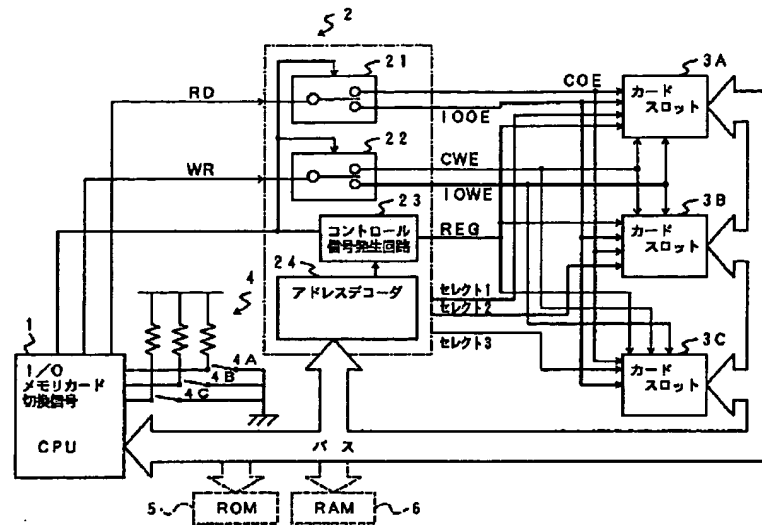 2
21
3A
COE
カード
スロット
RD
IOOE
22
CWE
WR
IOWE
23
3B
コントロール
信号発生回路
REG
カード
スロット
24
アドレスデコーダ
4
セレクト1
セレクト2
セレクト3
3C
1
4A
カード
スロット
I/O
メモリカード
切換信号
4B
4C
CPU
バス
5
ROM
RAM
6